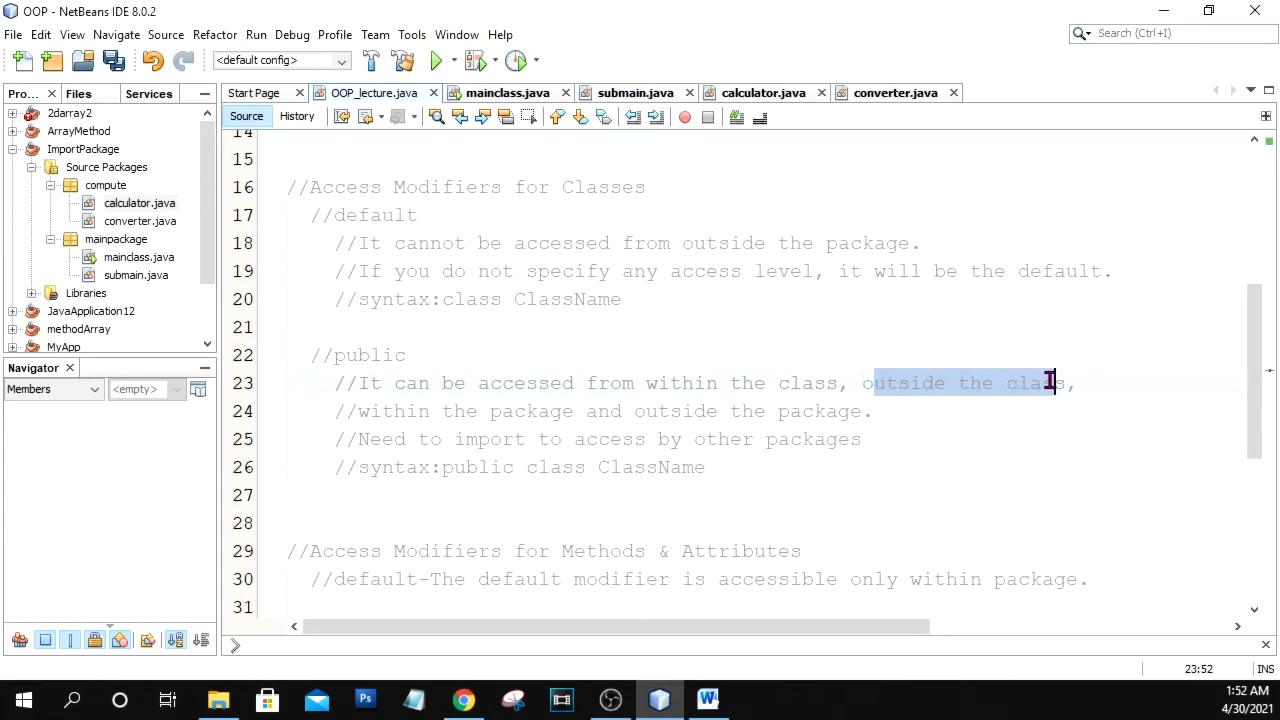 OOP - NetBeans IDE 8.0.2
File Edit View Navigate Source Refactor Run Debug Profile Team Tools Window Help
Search (Ctrl+I)
<default config>
Pro... Files Services
Start Page OOP_lecture.java mainclass.java submain.java calculator.java converter.java
Source History
2darray2
ArrayMethod
ImportPackage
Source Packages
compute
calculator.java
converter.java
mainpackage
mainclass.java
submain.java
Libraries
JavaApplication12
methodArray
MyApp
Navigator
Members <empty>
14
15
16 //Access Modifiers for Classes
17 //default
18 //It cannot be accessed from outside the package.
19 //If you do not specify any access level, it will be the default.
20 //syntax:class ClassName
21
22 //public
23 //It can be accessed from within the class, outside the class,
24 //within the package and outside the package.
25 //Need to import to access by other packages
26 //syntax:public class ClassName
27
28
29 //Access Modifiers for Methods & Attributes
30 //default-The default modifier is accessible only within package.
31
23:52 INS
Ps
W
1:52 AM
4/30/2021